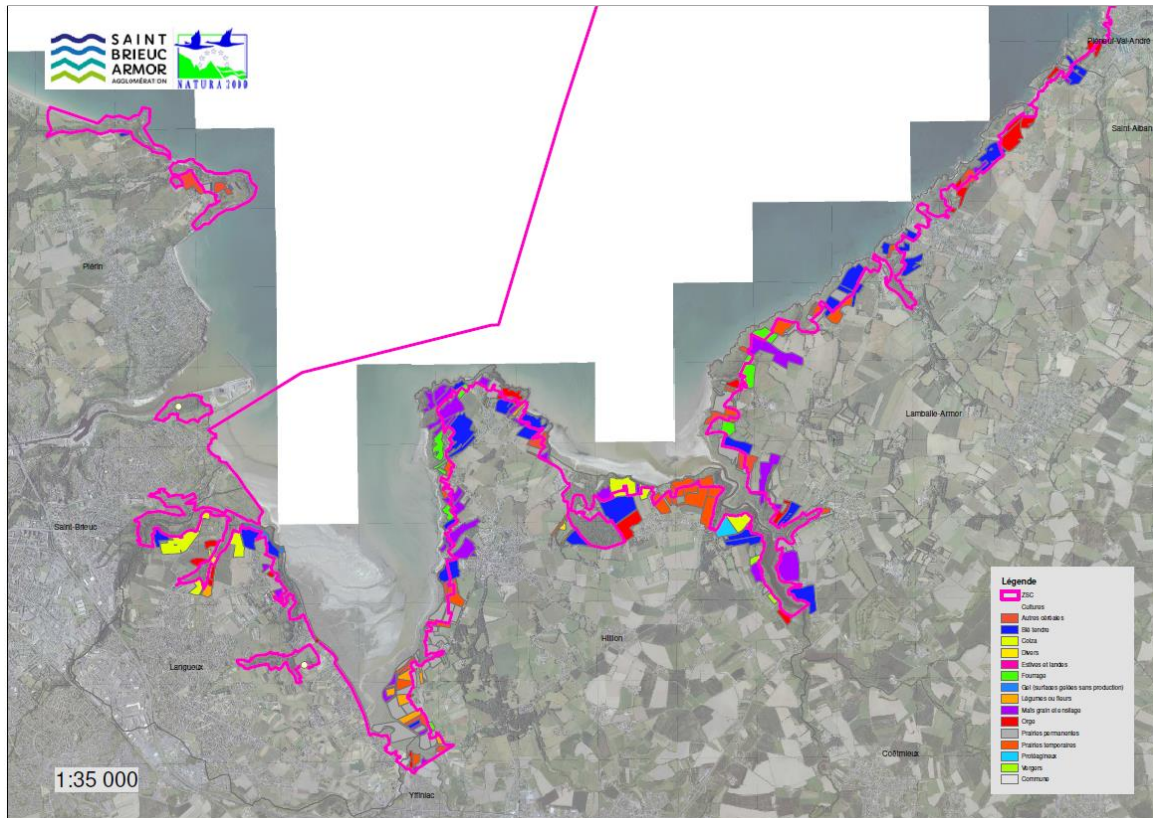 SAINT
BRIEUC
ARMOR
AGGLOMÉRATION
NATURA 2000
Pléneuf-Val-André
Saint-Alban
Plérin
Lamballe-Armor
Saint-Brieuc
Hillion
Langueux
Coëtmieux
Yffiniac
1:35 000
Légende
ZSC
Cultures
Autres céréales
Blé tendre
Colza
Divers
Estives et landes
Fourrage
Gel (surfaces gelées sans production)
Légumes ou fleurs
Maïs grain et ensilage
Orge
Prairies permanentes
Prairies temporaires
Protéagineux
Vergers
Commune